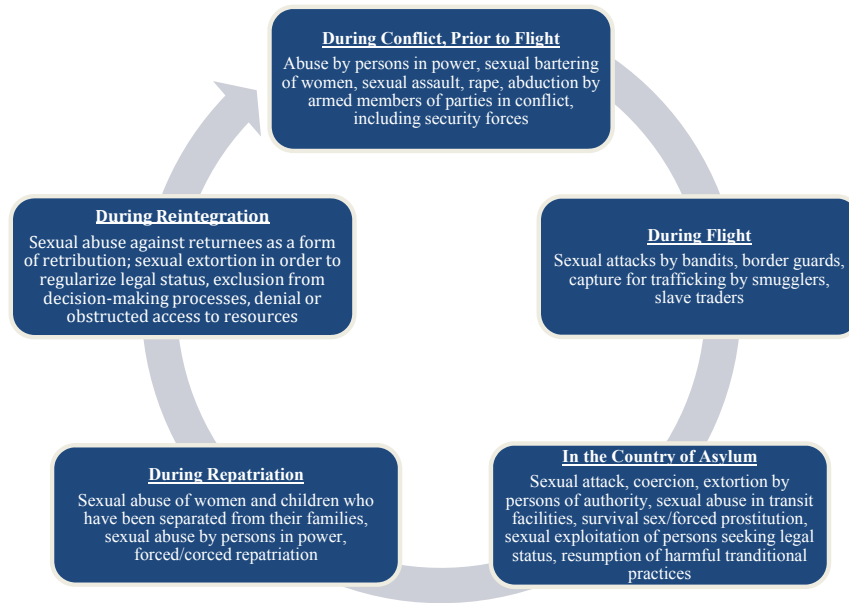 During Conflict, Prior to Flight
Abuse by persons in power, sexual bartering
of women, sexual assault, rape, abduction by
armed members of parties in conflict,
including security forces
During Flight
Sexual attacks by bandits, border guards,
capture for trafficking by smugglers,
slave traders
In the Country of Asylum
Sexual attack, coercion, extortion by
persons of authority, sexual abuse in transit
facilities, survival sex/forced prostitution,
sexual exploitation of persons seeking legal
status, resumption of harmful tranditional
practices
During Repatriation
Sexual abuse of women and children who
have been separated from their families,
sexual abuse by persons in power,
forced/corced repatriation
During Reintegration
Sexual abuse against returnees as a form
of retribution; sexual extortion in order to
regularize legal status, exclusion from
decision-making processes, denial or
obstructed access to resources